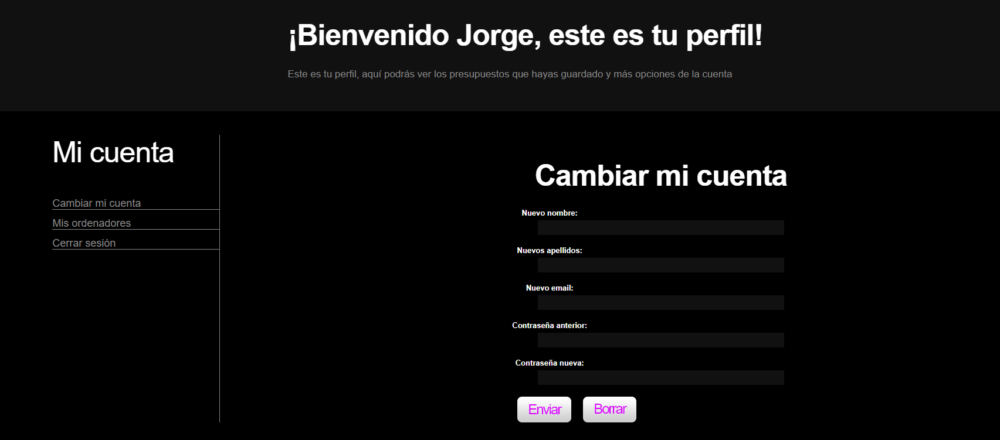 ¡Bienvenido Jorge, este es tu perfil!
Este es tu perfil, aquí podrás ver los presupuestos que hayas guardado y más opciones de la cuenta
Mi cuenta
Cambiar mi cuenta
Mis ordenadores
Cerrar sesión
Cambiar mi cuenta
Nuevo nombre:
Nuevos apellidos:
Nuevo email:
Contraseña anterior:
Contraseña nueva:
Enviar
Borrar